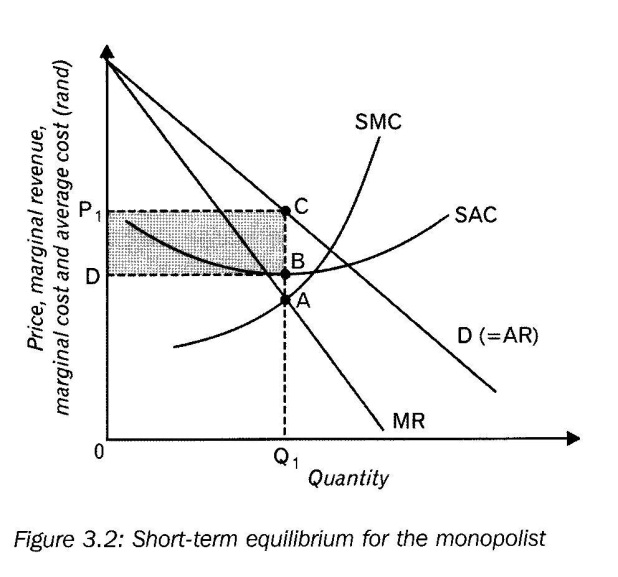 Price, marginal revenue,
marginal cost and average cost (rand)
SMC
P1
C
SAC
B
D
A
D (=AR)
MR
0
Q1
Quantity
Figure 3.2: Short-term equilibrium for the monopolist